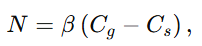 N = β (C_g − C_s) ,